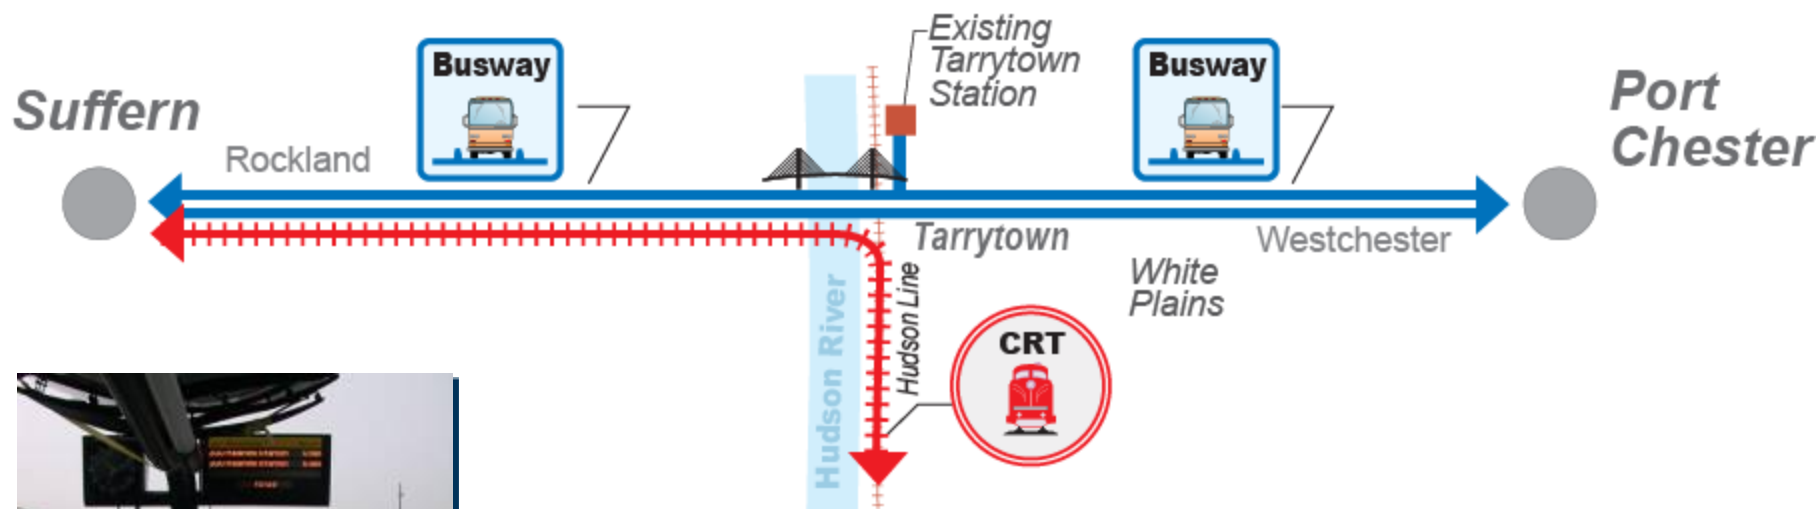 Existing
Tarrytown
Station
Busway
Busway
Suffern
Port
Chester
Rockland
Tarrytown
Westchester
White
Plains
Hudson Line
Hudson River
CRT